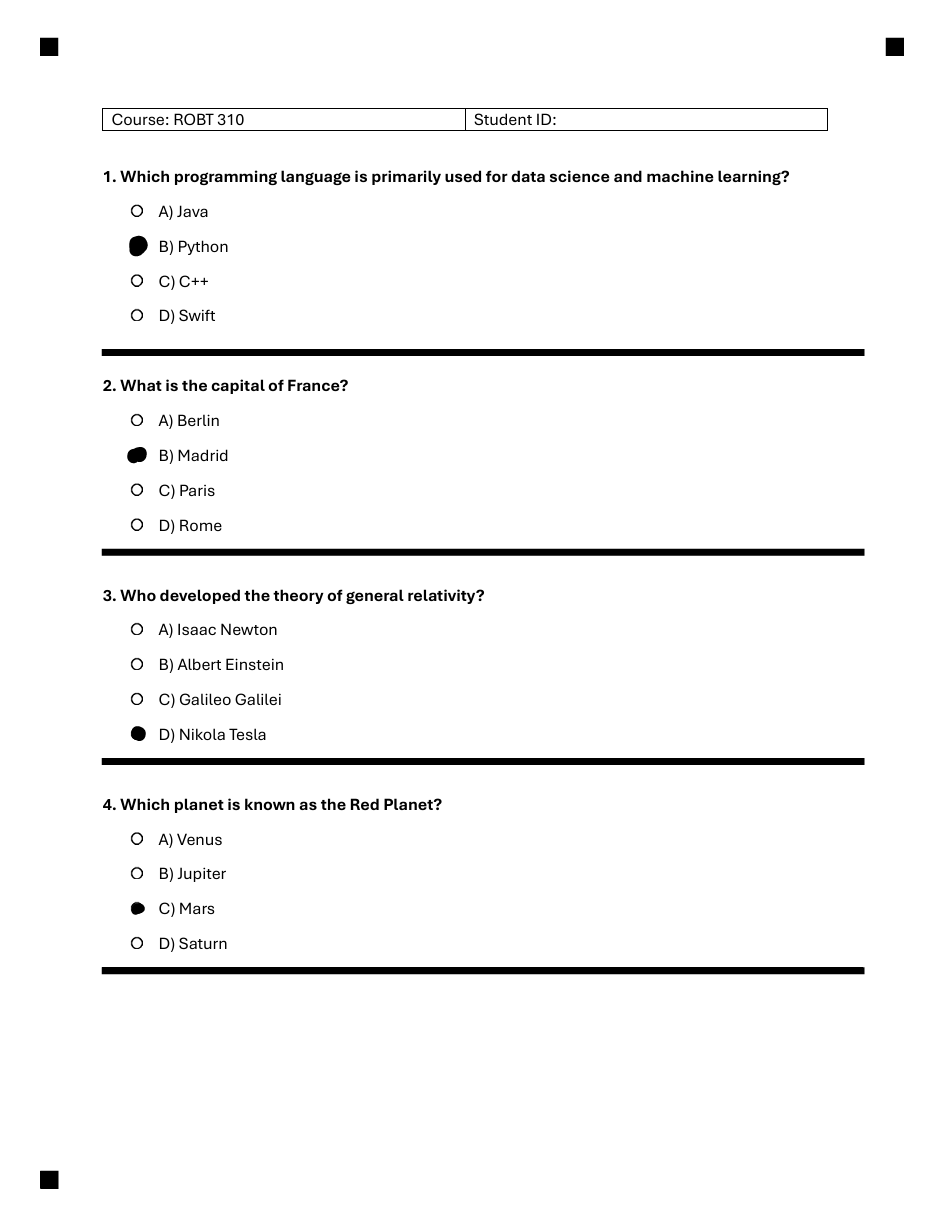 Course: ROBT 310 Student ID:
1. Which programming language is primarily used for data science and machine learning?
A) Java
B) Python
C) C++
D) Swift
2. What is the capital of France?
A) Berlin
B) Madrid
C) Paris
D) Rome
3. Who developed the theory of general relativity?
A) Isaac Newton
B) Albert Einstein
C) Galileo Galilei
D) Nikola Tesla
4. Which planet is known as the Red Planet?
A) Venus
B) Jupiter
C) Mars
D) Saturn